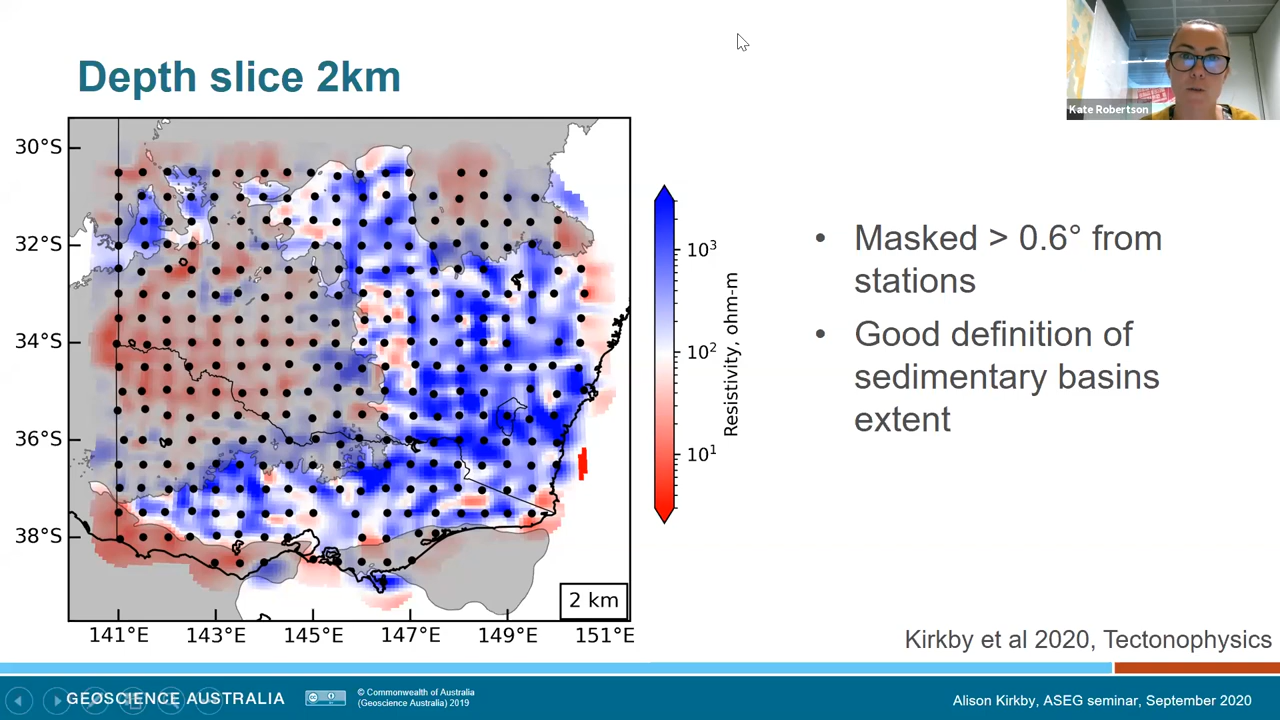 Depth slice 2km
Kate Robertson
30°S
32°S
34°S
36°S
38°S
141°E
143°E
145°E
147°E
149°E
151°E
2 km
10³
10²
10¹
Resistivity, ohm-m
• Masked > 0.6° from
stations
• Good definition of
sedimentary basins
extent
Kirkby et al 2020, Tectonophysics
GEOSCIENCE AUSTRALIA
© Commonwealth of Australia
(Geoscience Australia) 2019
Alison Kirkby, ASEG seminar, September 2020